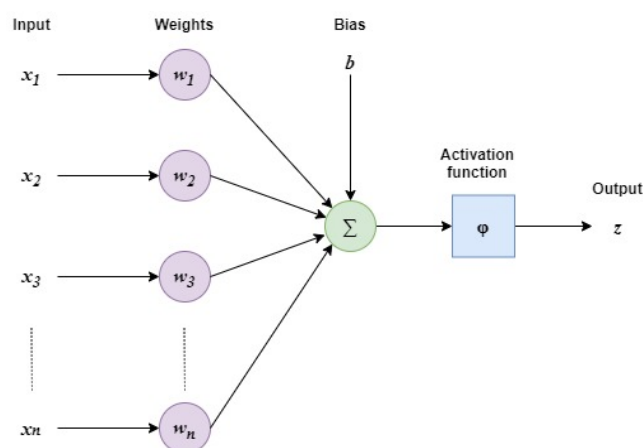 Input Weights Bias
x1 w1 b
x2 w2
Activation
function
Output
Σ φ z
x3 w3
xn wn